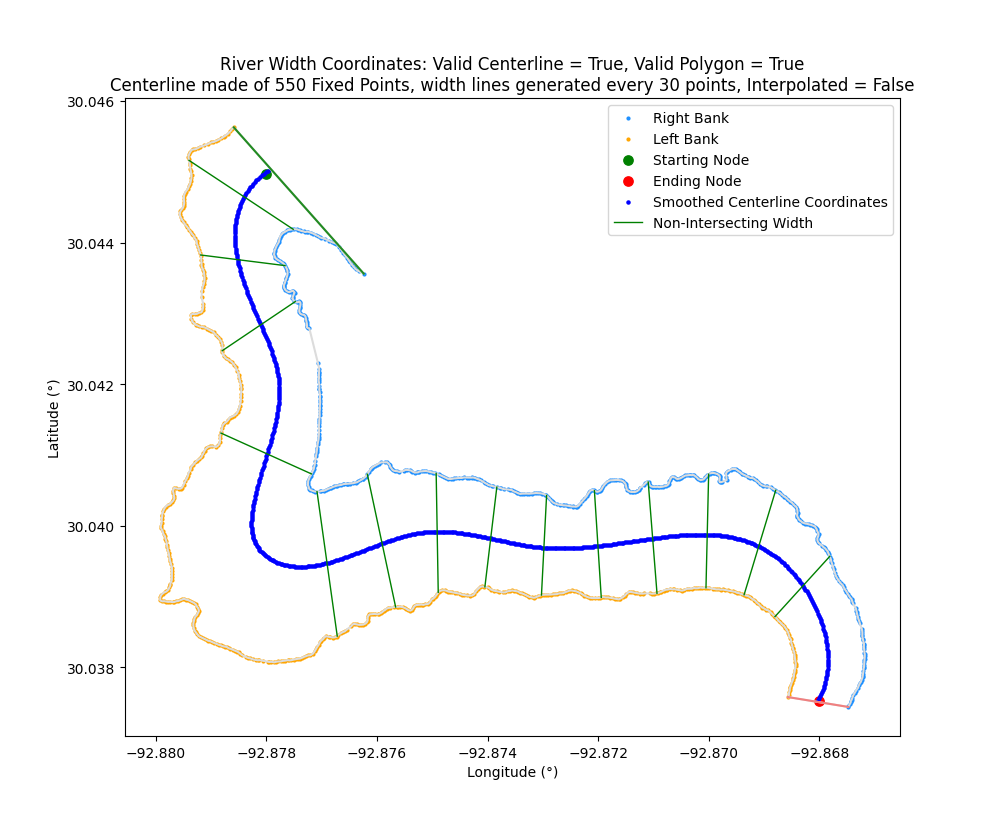 River Width Coordinates: Valid Centerline = True, Valid Polygon = True
Centerline made of 550 Fixed Points, width lines generated every 30 points, Interpolated = False
Right Bank
Left Bank
Starting Node
Ending Node
Smoothed Centerline Coordinates
Non-Intersecting Width
30.046
30.044
30.042
30.040
30.038
Latitude (°)
−92.880 −92.878 −92.876 −92.874 −92.872 −92.870 −92.868
Longitude (°)